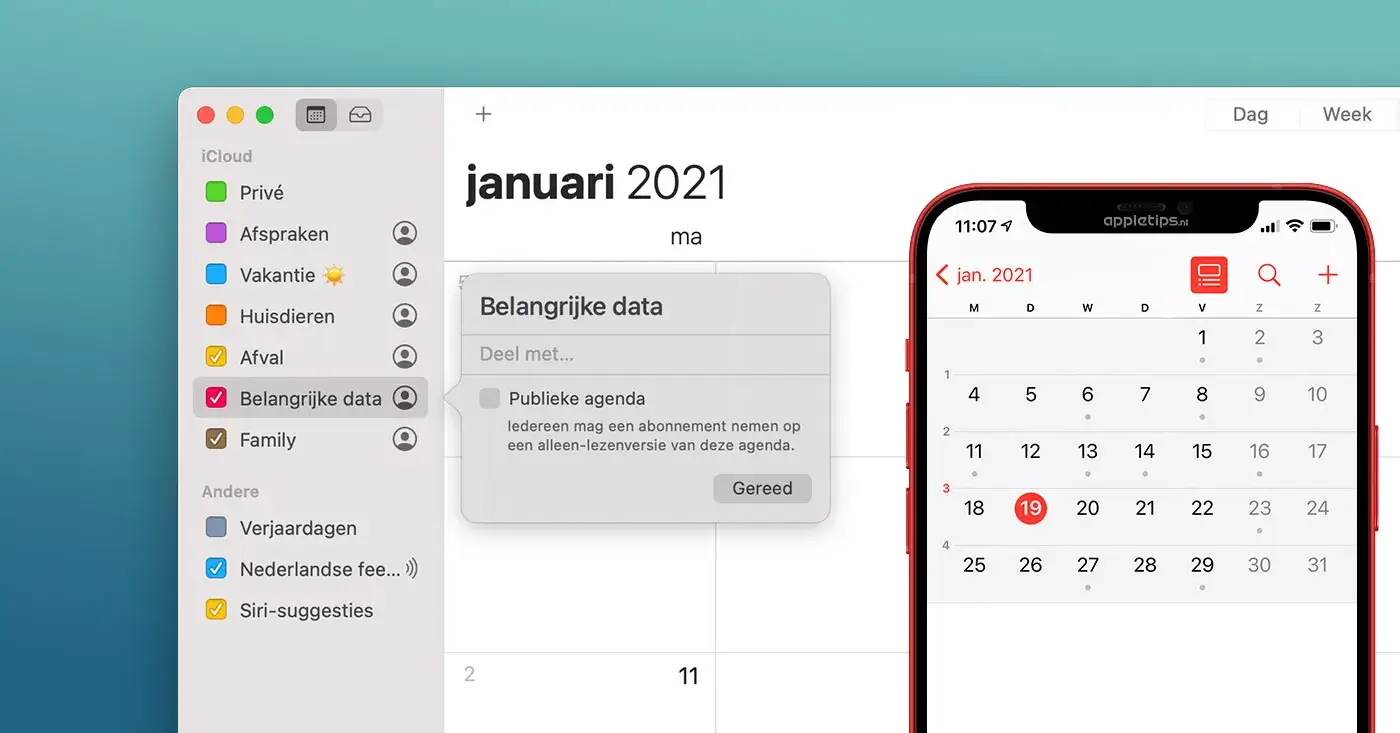 iCloud
Privé
Afspraken
Vakantie ☀️
Huisdieren
Afval
Belangrijke data
Family
Andere
Verjaardagen
Nederlandse fee...
Siri-suggesties
+
Dag
Week
januari 2021
ma
Belangrijke data
Deel met...
Publieke agenda
Iedereen mag een abonnement nemen op
een alleen-lezenversie van deze agenda.
Gereed
2
11
11:07
appletips.nl
jan. 2021
M D W D V Z Z
1 2 3
1
4 5 6 7 8 9 10
2
11 12 13 14 15 16 17
3
18 19 20 21 22 23 24
4
25 26 27 28 29 30 31